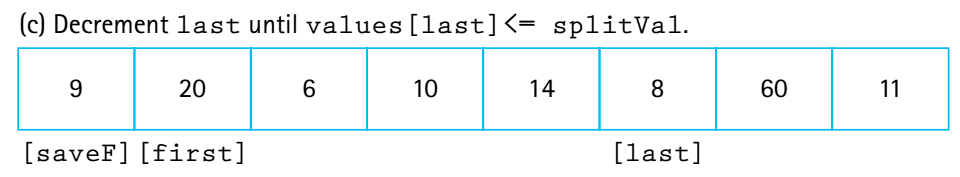 (c) Decrement last until values[last]<= splitVal.
9 20 6 10 14 8 60 11
[saveF] [first] [last]